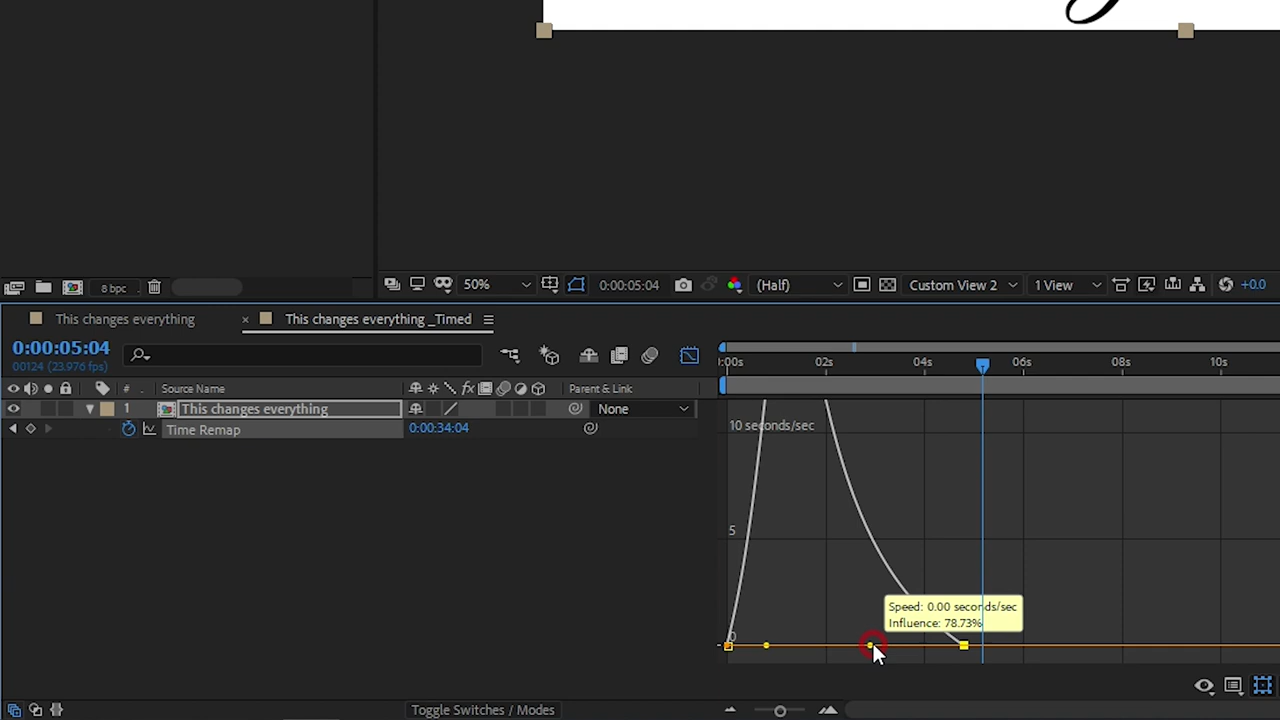 8 bpc
50%
0:00:05:04
(Half)
Custom View 2
1 View
+0.0
This changes everything
× This changes everything _Timed
0:00:05:04
00124 (23.976 fps)
:00s 02s 04s 06s 08s 10s
# . Source Name
fx
Parent & Link
1 This changes everything
None
Time Remap
0:00:34:04
10 seconds/sec
5
0
Speed: 0.00 seconds/sec
Influence: 78.73%
Toggle Switches / Modes